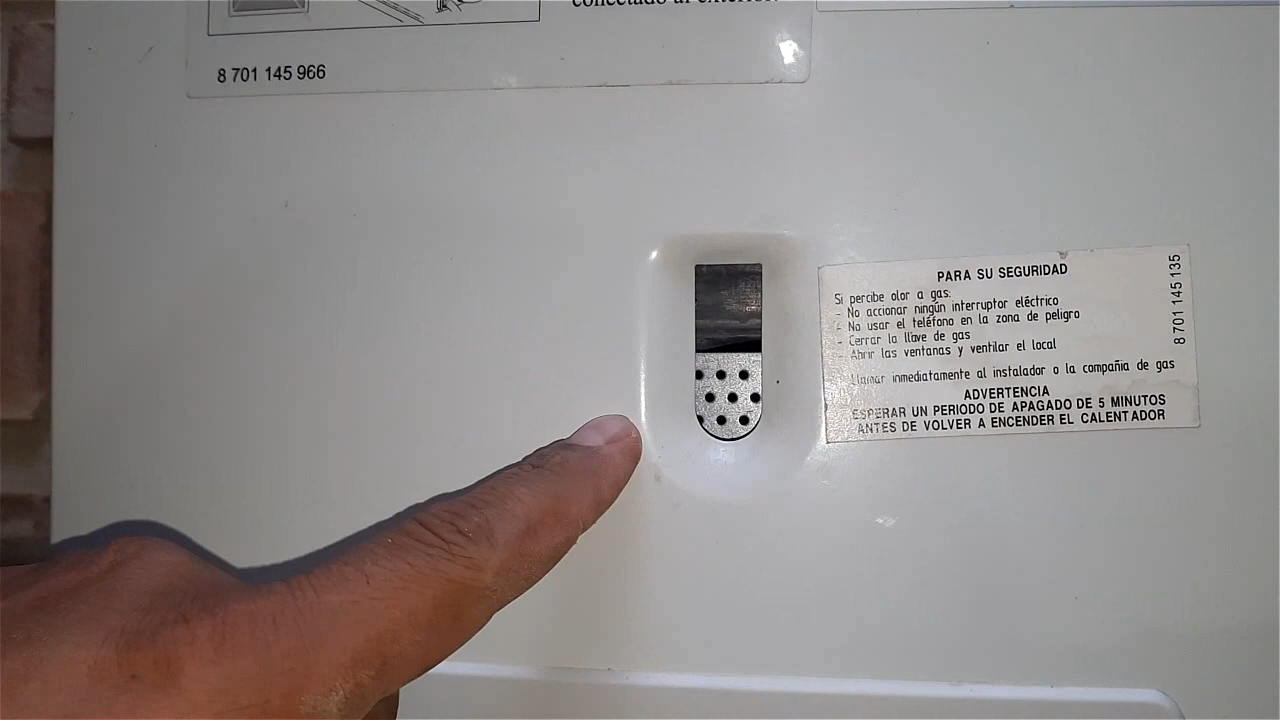 conectado al exterior.
8 701 145 966
PARA SU SEGURIDAD
Si percibe olor a gas:
- No accionar ningún interruptor eléctrico
- No usar el teléfono en la zona de peligro
- Cerrar la llave de gas
- Abrir las ventanas y ventilar el local
Llamar inmediatamente al instalador o la compañia de gas
ADVERTENCIA
ESPERAR UN PERIODO DE APAGADO DE 5 MINUTOS
ANTES DE VOLVER A ENCENDER EL CALENTADOR
8 701 145 135